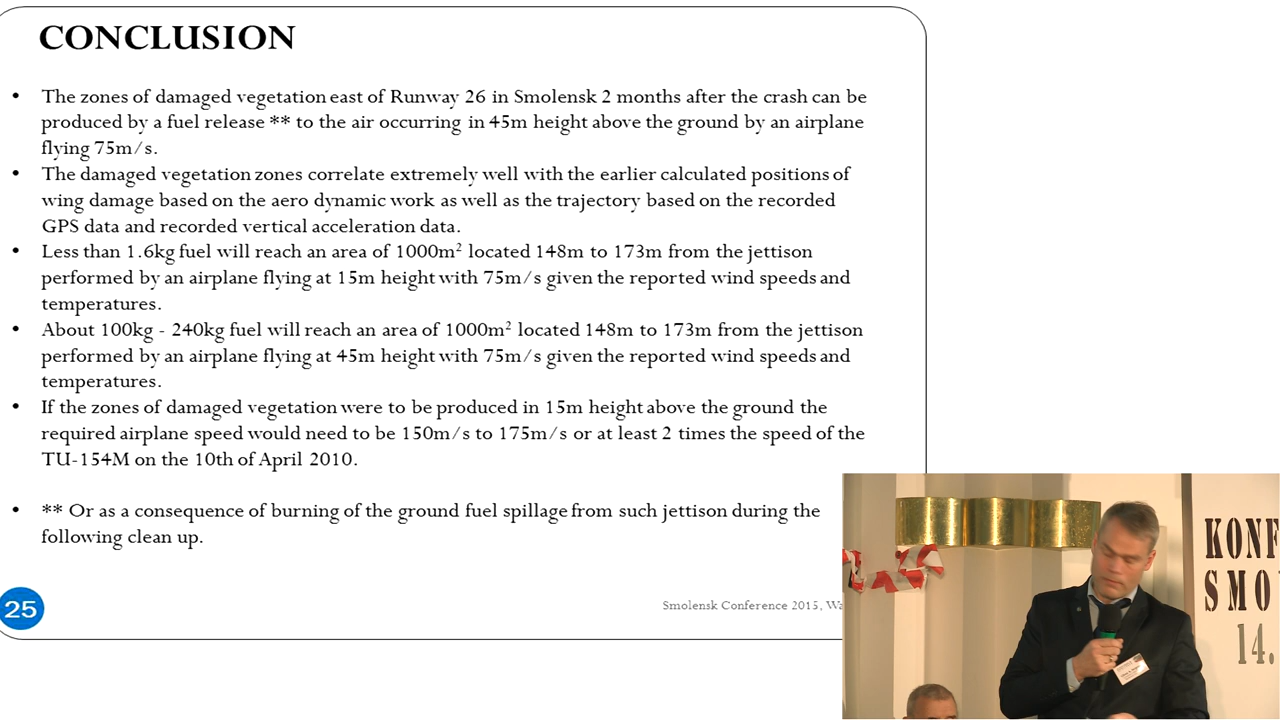 CONCLUSION
• The zones of damaged vegetation east of Runway 26 in Smolensk 2 months after the crash can be
produced by a fuel release ** to the air occurring in 45m height above the ground by an airplane
flying 75m/s.
• The damaged vegetation zones correlate extremely well with the earlier calculated positions of
wing damage based on the aero dynamic work as well as the trajectory based on the recorded
GPS data and recorded vertical acceleration data.
• Less than 1.6kg fuel will reach an area of 1000m² located 148m to 173m from the jettison
performed by an airplane flying at 15m height with 75m/s given the reported wind speeds and
temperatures.
• About 100kg - 240kg fuel will reach an area of 1000m² located 148m to 173m from the jettison
performed by an airplane flying at 45m height with 75m/s given the reported wind speeds and
temperatures.
• If the zones of damaged vegetation were to be produced in 15m height above the ground the
required airplane speed would need to be 150m/s to 175m/s or at least 2 times the speed of the
TU-154M on the 10th of April 2010.
• ** Or as a consequence of burning of the ground fuel spillage from such jettison during the
following clean up.
25
Smolensk Conference 2015, Wa
KONF
SMO
14.